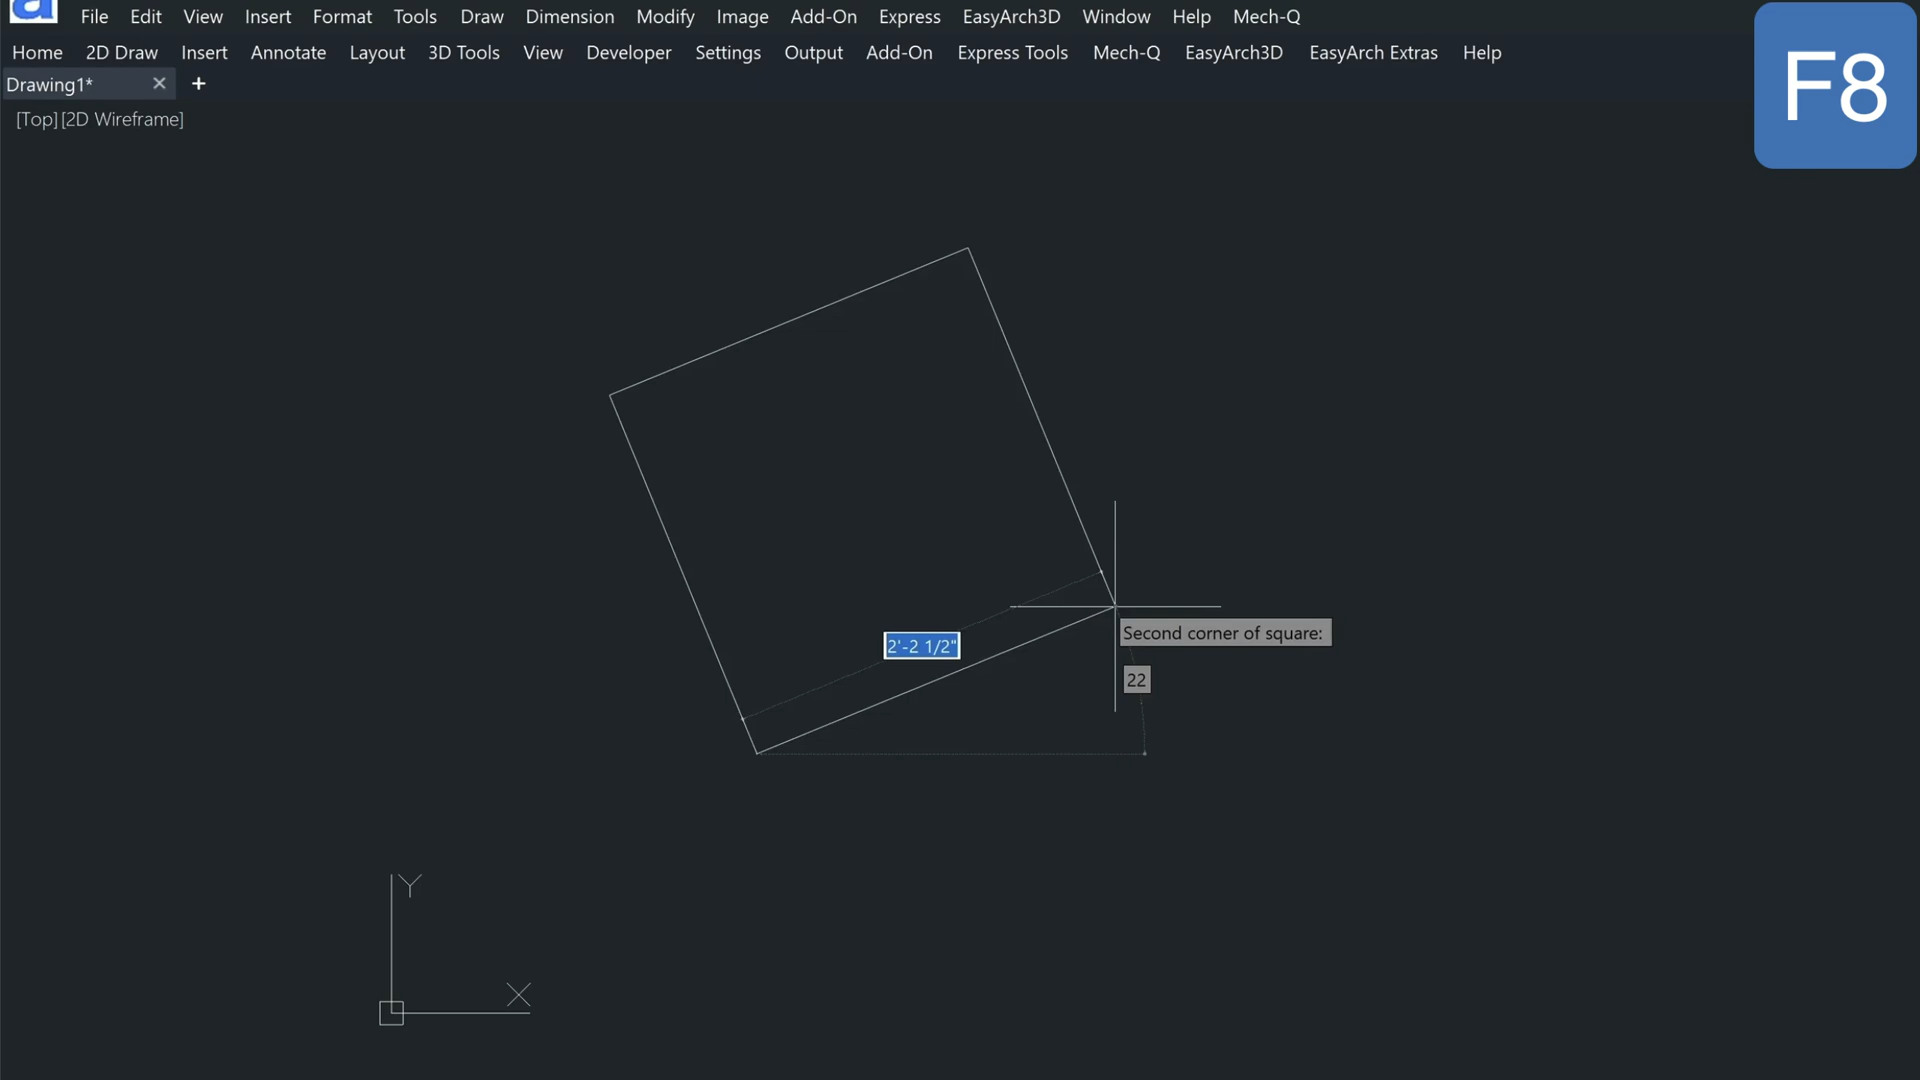 a
File Edit View Insert Format Tools Draw Dimension Modify Image Add-On Express EasyArch3D Window Help Mech-Q
Home 2D Draw Insert Annotate Layout 3D Tools View Developer Settings Output Add-On Express Tools Mech-Q EasyArch3D EasyArch Extras Help
F8
Drawing1*
[Top][2D Wireframe]
Second corner of square:
2'-2 1/2"
22
Y
X